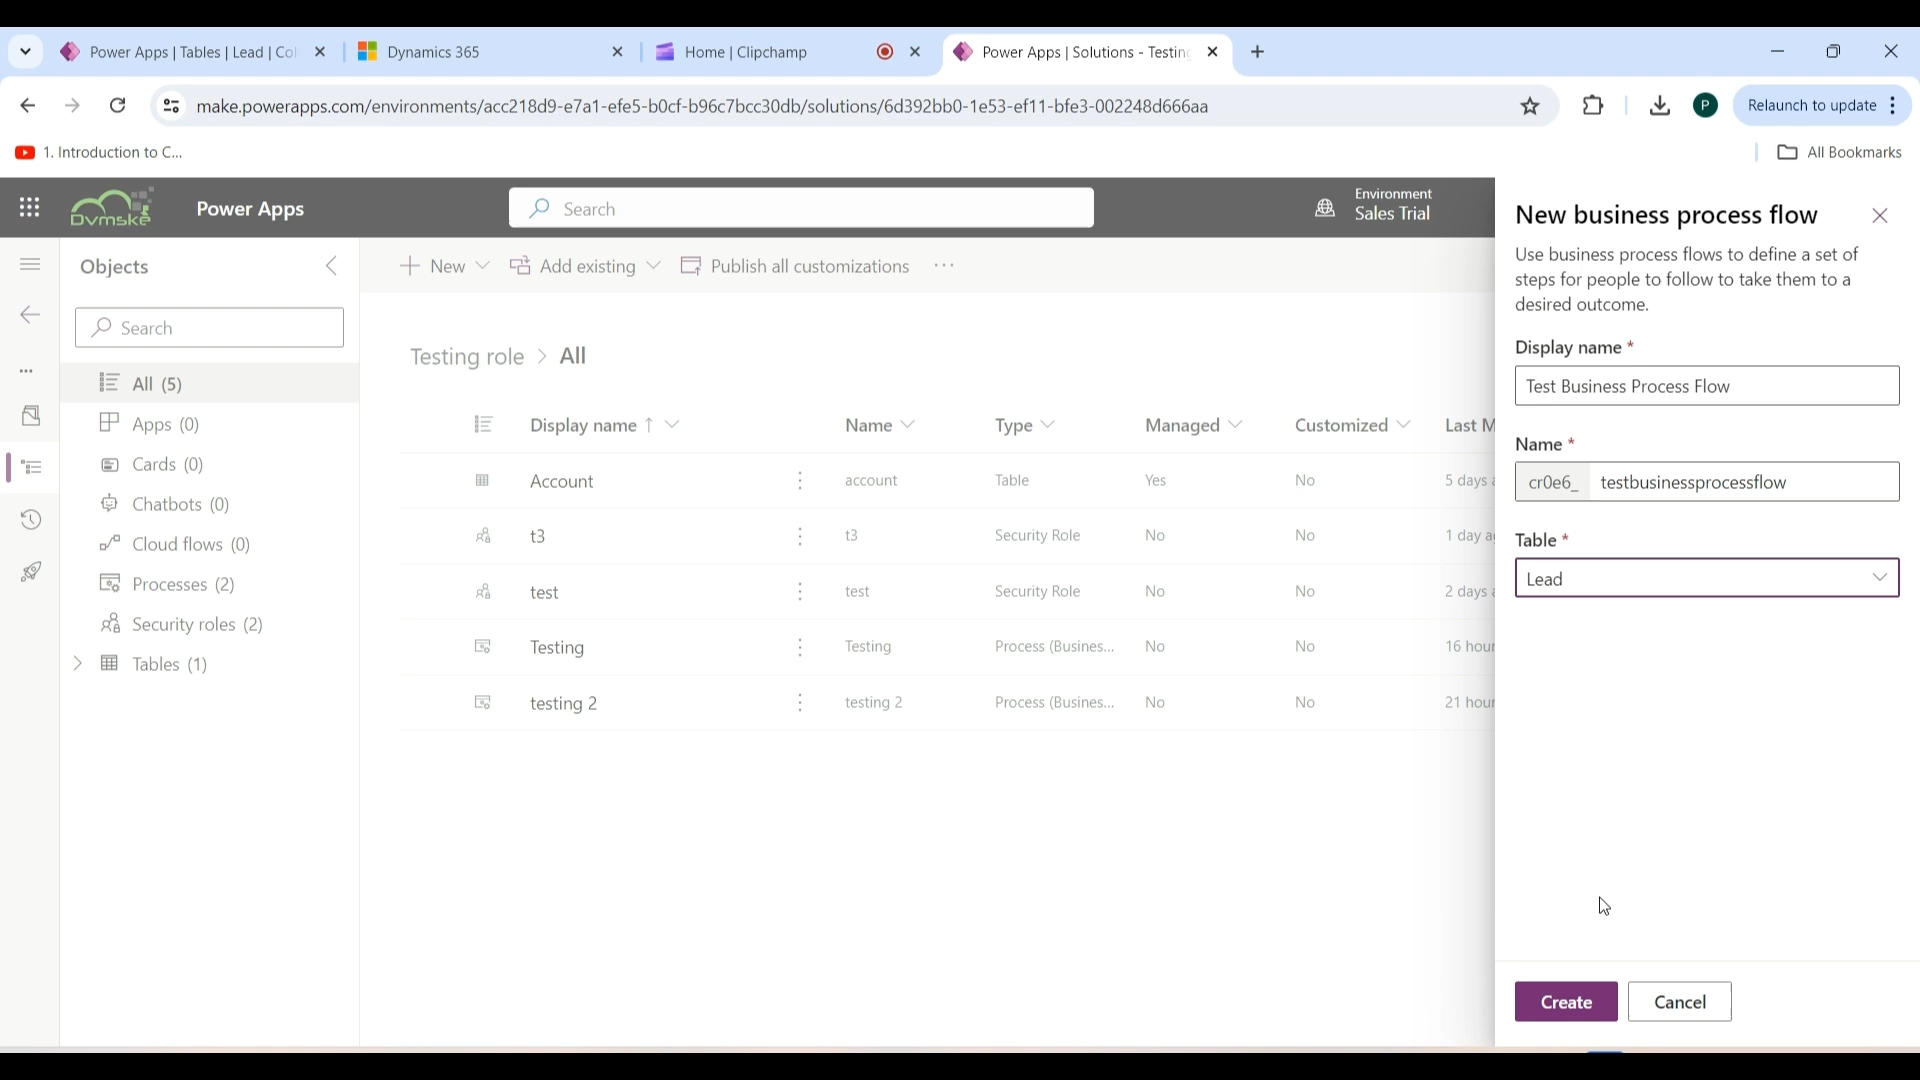 Power Apps | Tables | Lead | Col
Dynamics 365
Home | Clipchamp
Power Apps | Solutions - Testing
make.powerapps.com/environments/acc218d9-e7a1-efe5-b0cf-b96c7bcc30db/solutions/6d392bb0-1e53-ef11-bfe3-002248d666aa
P
Relaunch to update
1. Introduction to C...
All Bookmarks
Dvmske
Power Apps
Search
Environment
Sales Trial
Objects
Search
All (5)
Apps (0)
Cards (0)
Chatbots (0)
Cloud flows (0)
Processes (2)
Security roles (2)
Tables (1)
New
Add existing
Publish all customizations
Testing role > All
Display name ↑ Name Type Managed Customized Last M
Account account Table Yes No 5 days a
t3 t3 Security Role No No 1 day a
test test Security Role No No 2 days a
Testing Testing Process (Busines... No No 16 hour
testing 2 testing 2 Process (Busines... No No 21 hour
New business process flow
Use business process flows to define a set of
steps for people to follow to take them to a
desired outcome.
Display name *
Test Business Process Flow
Name *
cr0e6_ testbusinessprocessflow
Table *
Lead
Create
Cancel